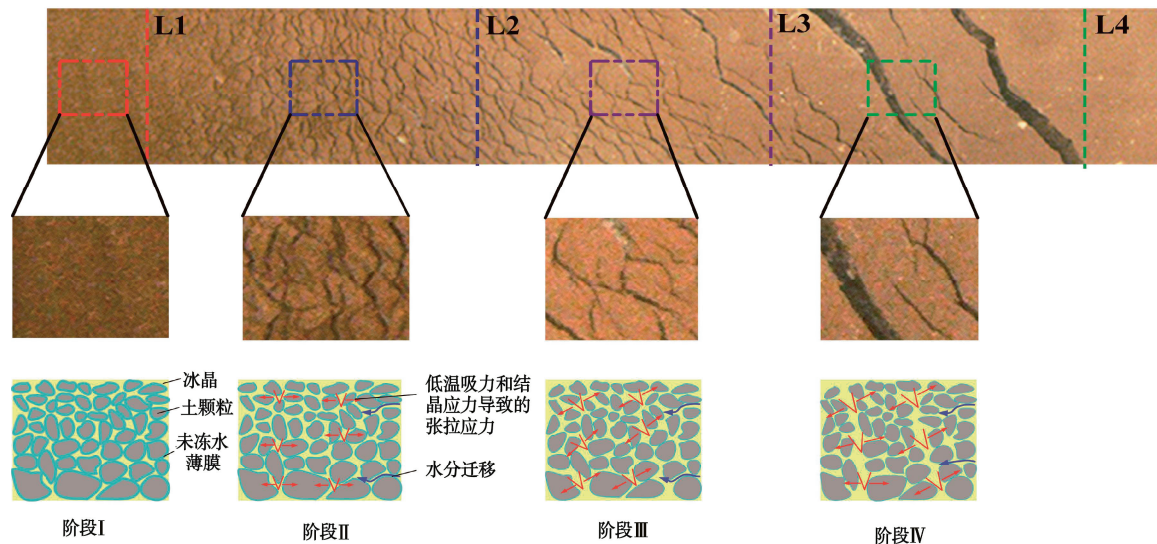 L1
L2
L3
L4
冰晶
土颗粒
未冻水
薄膜
低温吸力和结
晶应力导致的
张拉应力
水分迁移
阶段Ⅰ
阶段Ⅱ
阶段Ⅲ
阶段Ⅳ